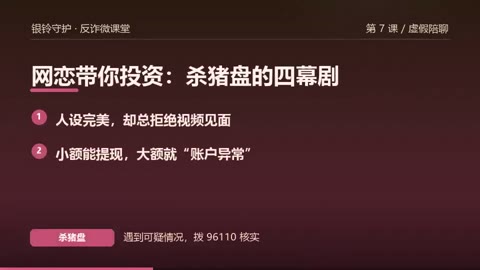 银铃守护 · 反诈微课堂
第 7 课 / 虚假陪聊
网恋带你投资：杀猪盘的四幕剧
1 人设完美，却总拒绝视频见面
2 小额能提现，大额就“账户异常”
杀猪盘 遇到可疑情况，拨 96110 核实